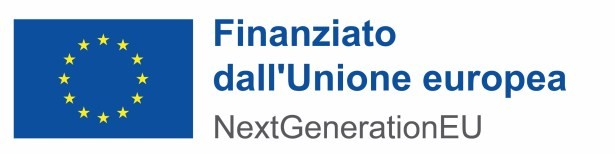 Finanziato
dall'Unione europea
NextGenerationEU